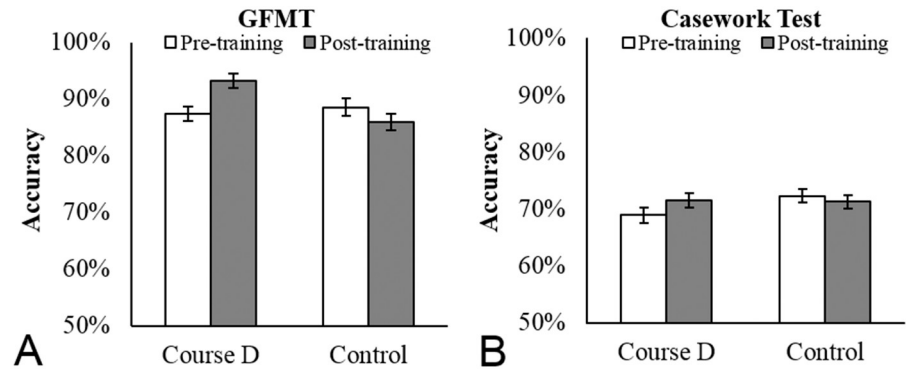 GFMT
Pre-training Post-training
100%
90%
80%
70%
60%
50%
Accuracy
Course D Control
A
Casework Test
Pre-training Post-training
100%
90%
80%
70%
60%
50%
Accuracy
Course D Control
B